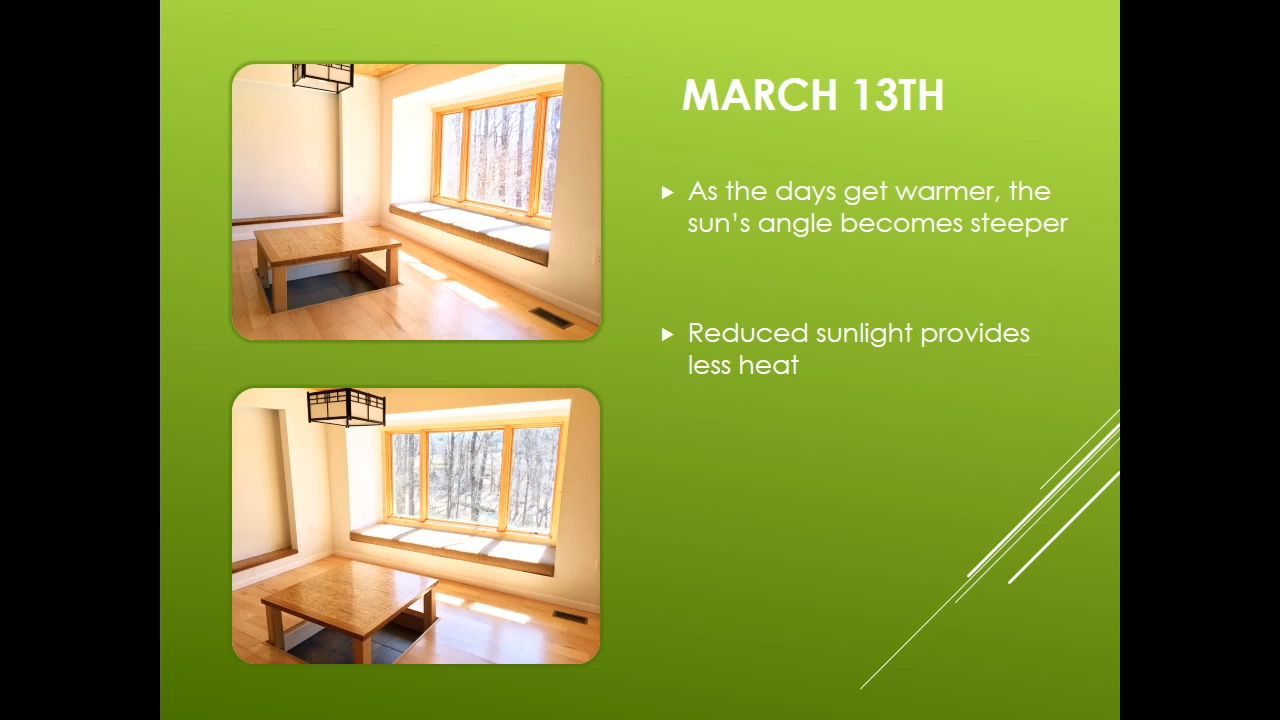 MARCH 13TH
As the days get warmer, the
sun's angle becomes steeper
Reduced sunlight provides
less heat